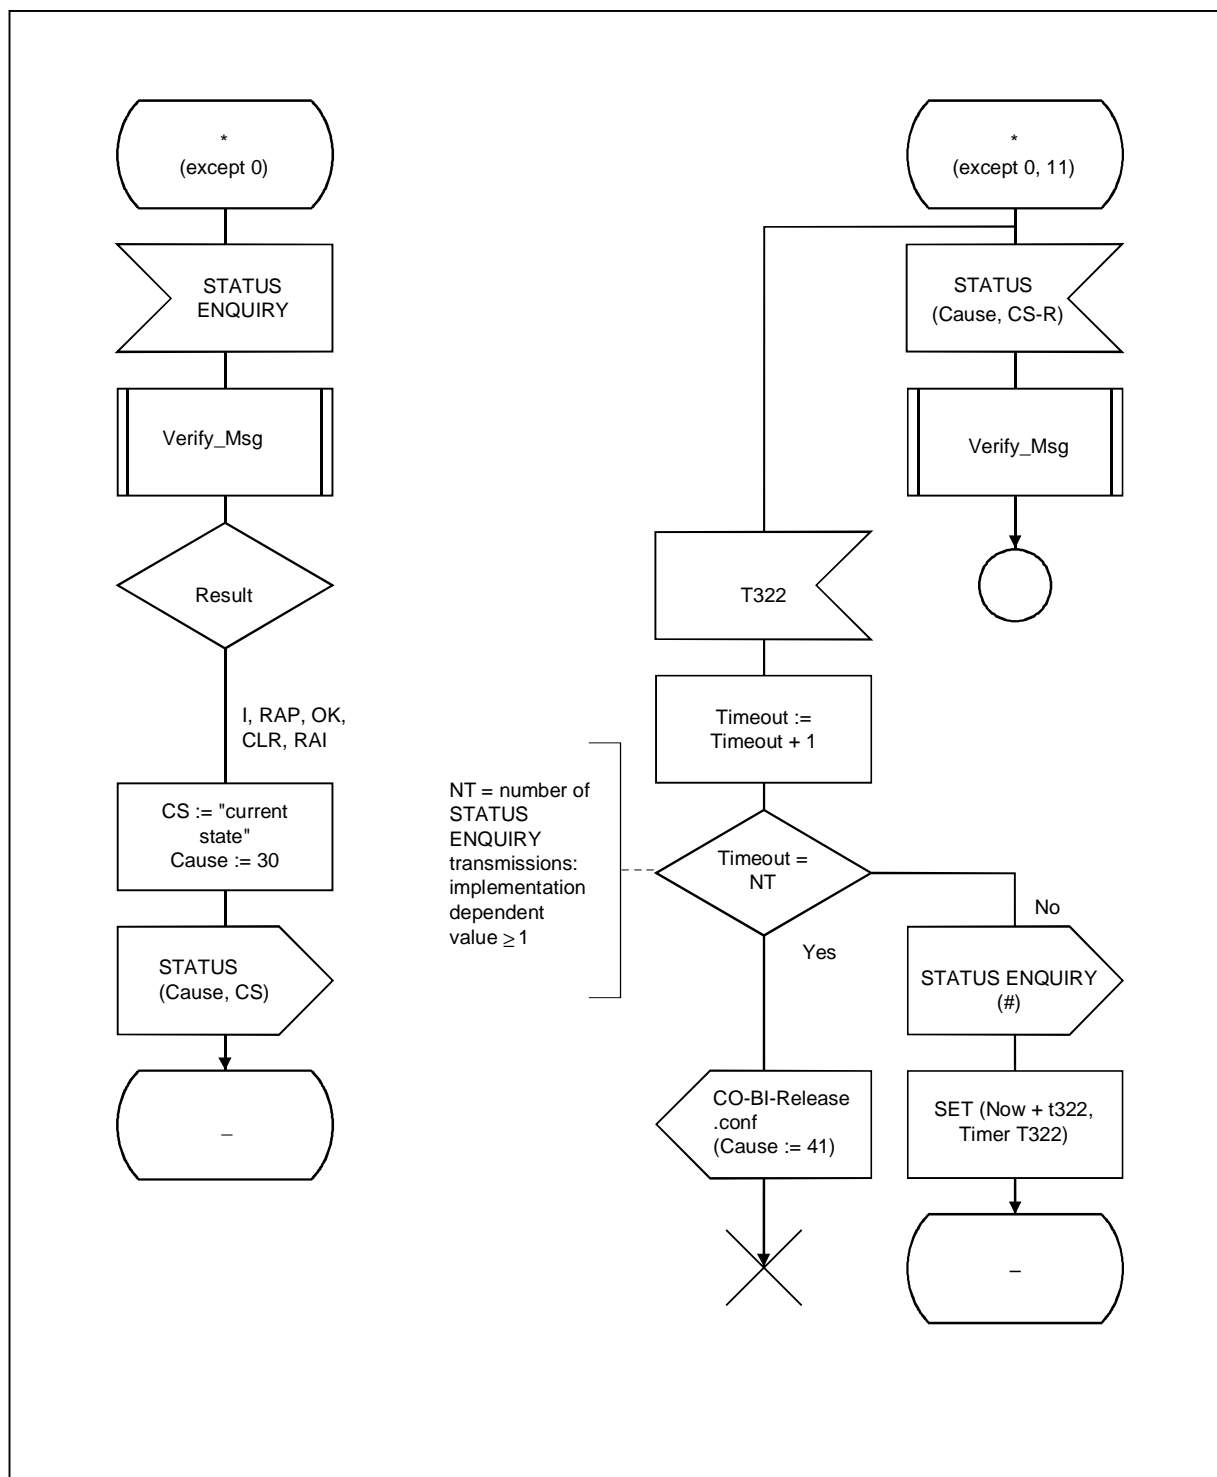 *
(except 0)
STATUS
ENQUIRY
Verify_Msg
Result
I, RAP, OK,
CLR, RAI
CS := "current
state"
Cause := 30
STATUS
(Cause, CS)
_
*
(except 0, 11)
STATUS
(Cause, CS-R)
Verify_Msg
T322
Timeout :=
Timeout + 1
NT = number of
STATUS
ENQUIRY
transmissions:
implementation
dependent
value ≥ 1
Timeout =
NT
Yes
No
CO-BI-Release
.conf
(Cause := 41)
STATUS ENQUIRY
(#)
SET (Now + t322,
Timer T322)
_